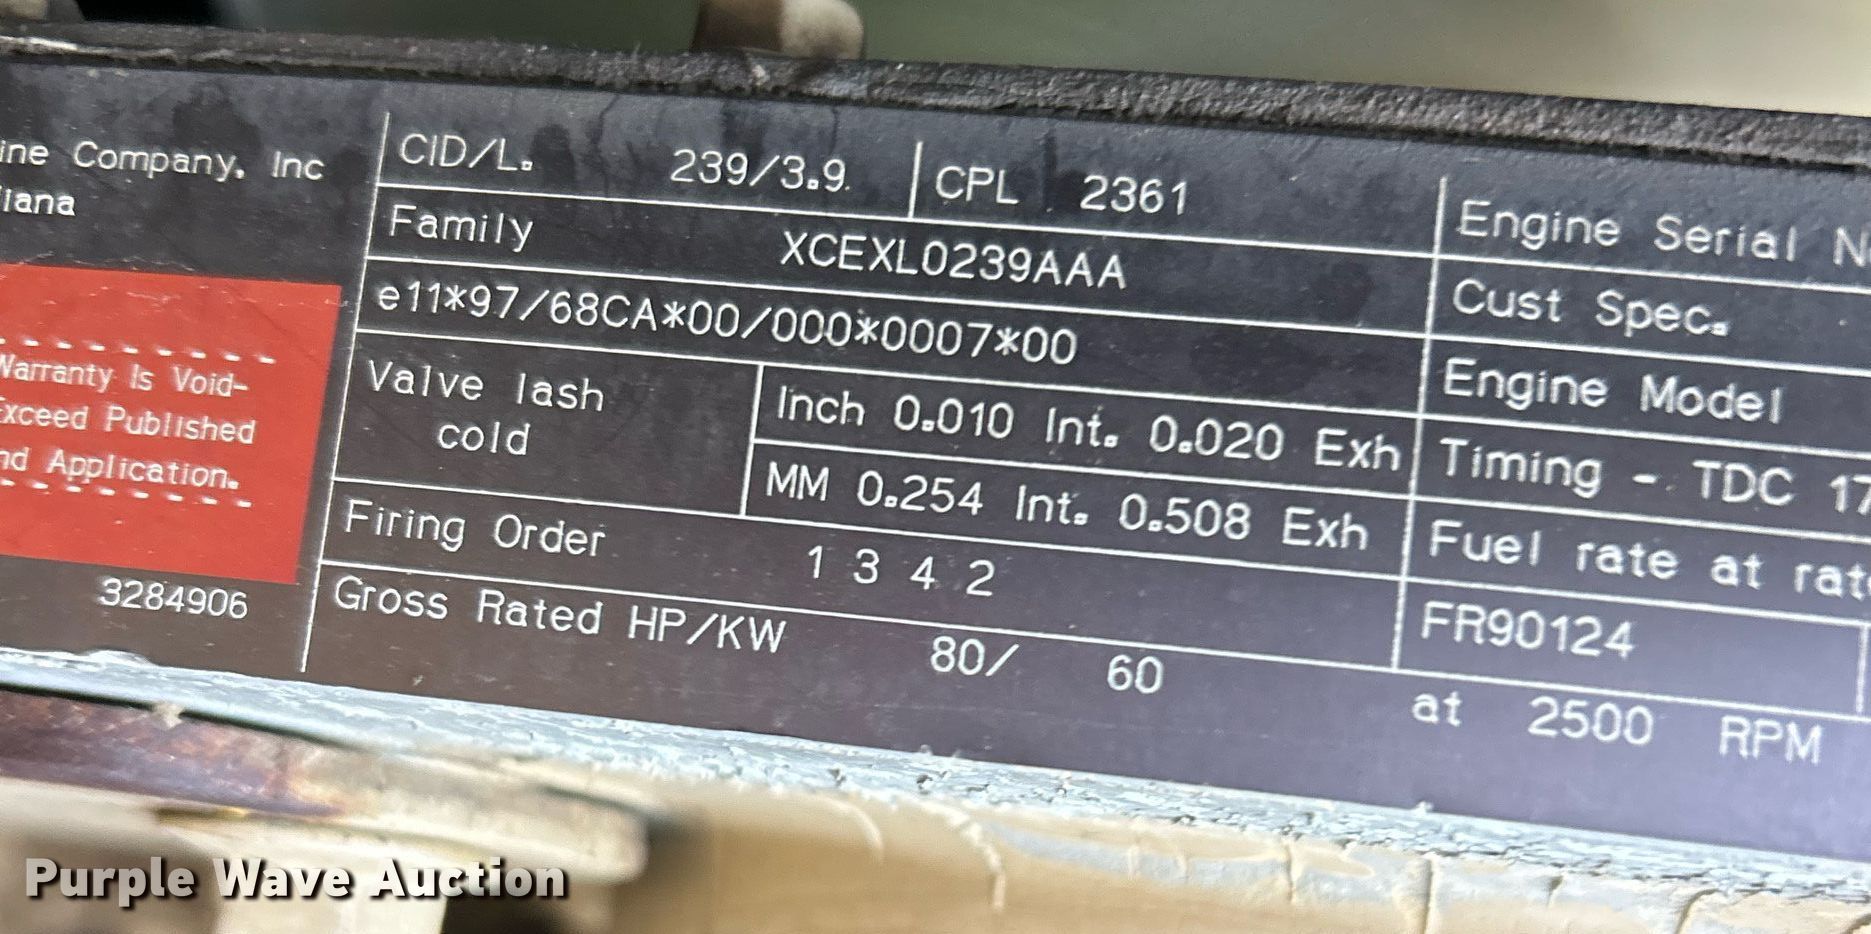 ine Company, Inc
iana
Warranty Is Void-
Exceed Published
nd Application.
3284906
CID/L. 239/3.9 CPL 2361
Family XCEXL0239AAA
e11*97/68CA*00/000*0007*00
Valve lash cold
Inch 0.010 Int. 0.020 Exh
MM 0.254 Int. 0.508 Exh
Firing Order 1 3 4 2
Gross Rated HP/KW 80/ 60 at 2500 RPM
Engine Serial N
Cust Spec.
Engine Model
Timing - TDC 17
Fuel rate at rat
FR90124
Purple Wave Auction